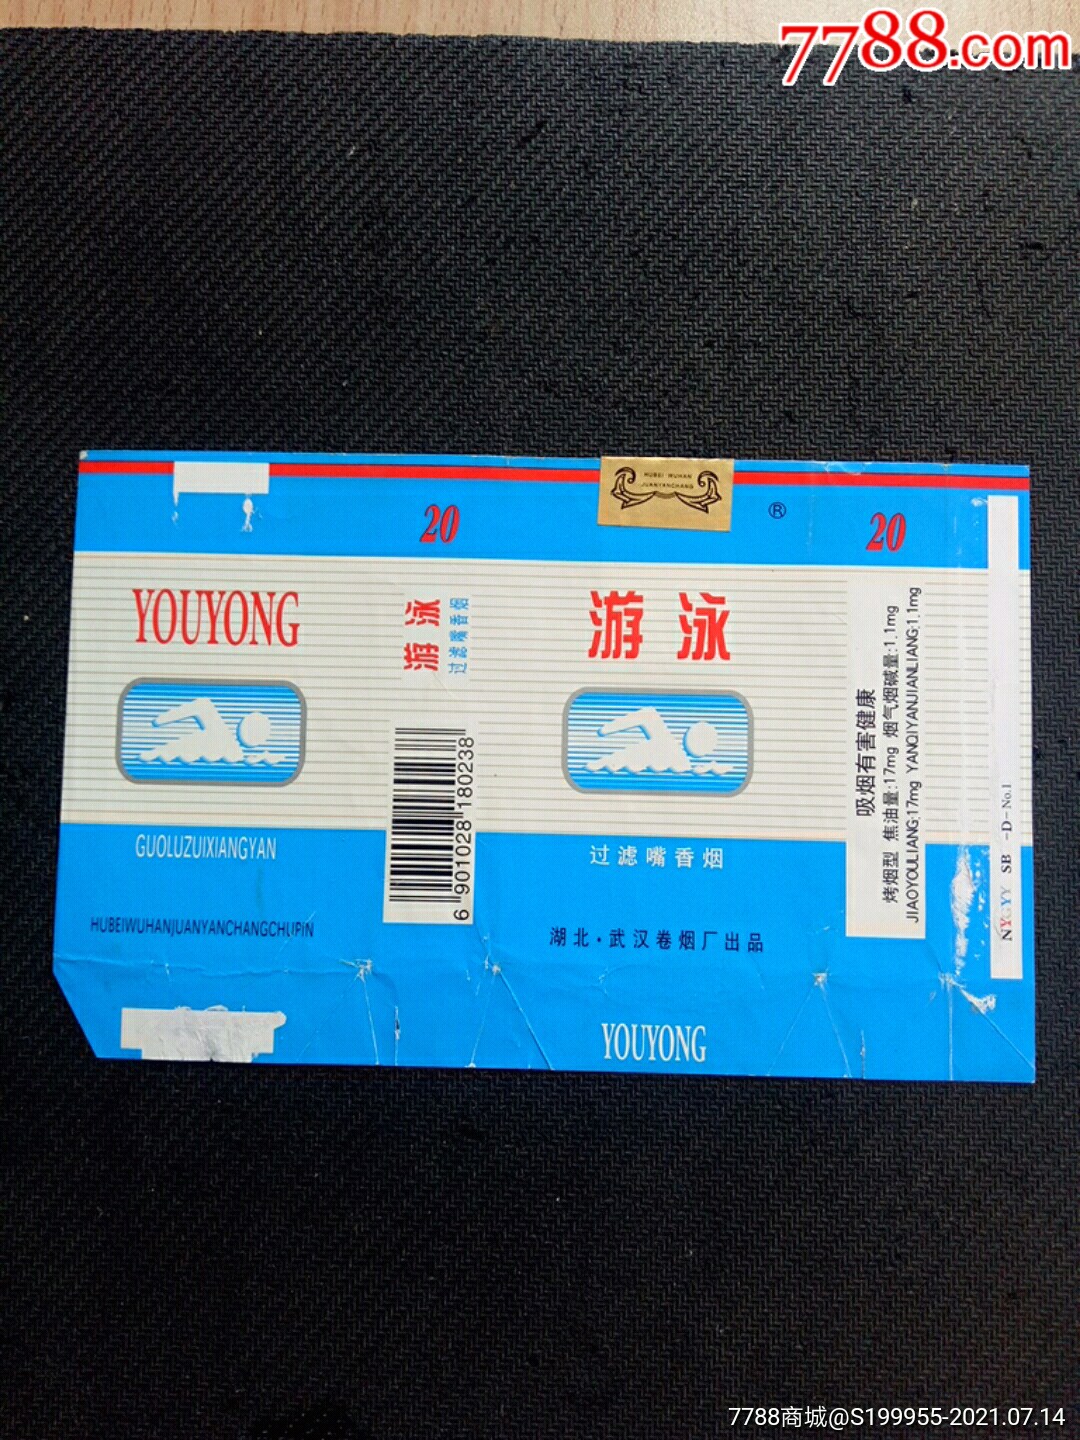 7788.com
HUBEI WUHAN
JUANYANCHANG
®
20
20
YOUYONG
游泳
过滤嘴香烟
游泳
吸烟有害健康
烤烟型 焦油量:17mg 烟气烟碱量:1.1mg
JIAOYOULIANG:17mg YANQIYANJIANLIANG:1.1mg
6 901028 180238
GUOLUZUIXIANGYAN
过滤嘴香烟
HUBEIWUHANJUANYANCHANGCHUPIN
湖北·武汉卷烟厂出品
YOUYONG
NYGYY SB -D-No.1
7788商城@S199955-2021.07.14